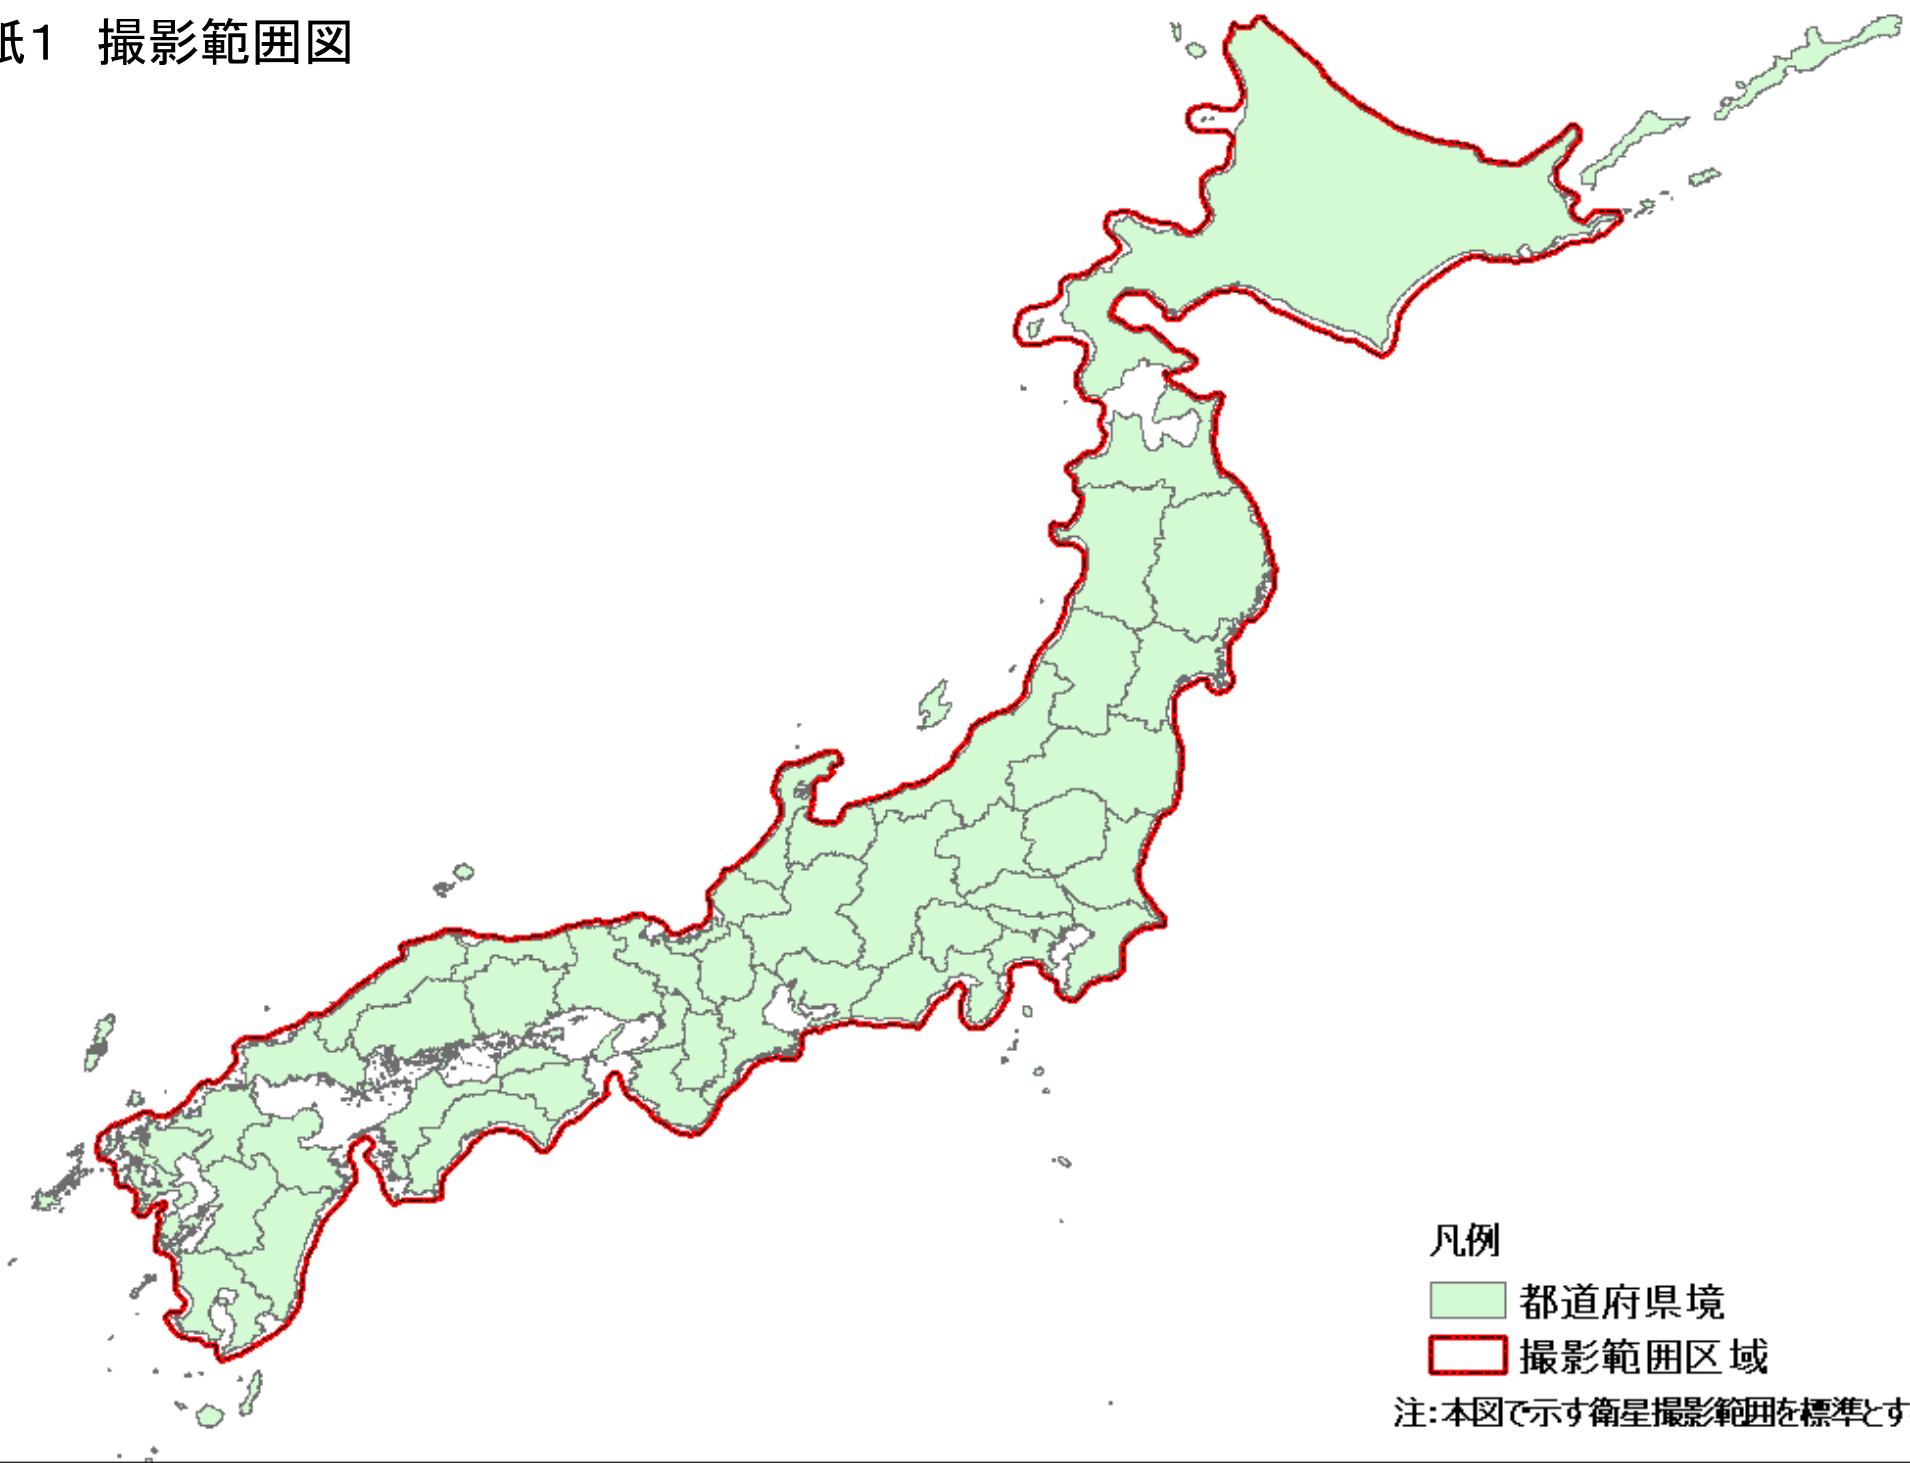 紙1 撮影範囲図
凡例
都道府県境
撮影範囲区域
注:本図で示す衛星撮影範囲を標準とす